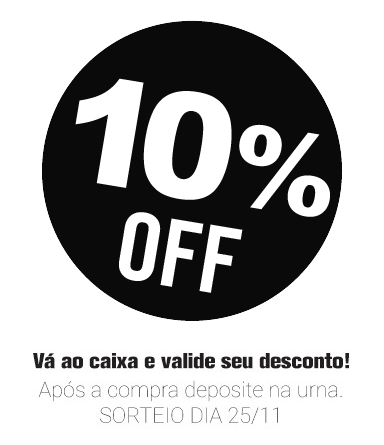 10%
OFF
Vá ao caixa e valide seu desconto!
Após a compra deposite na urna.
SORTEIO DIA 25/11